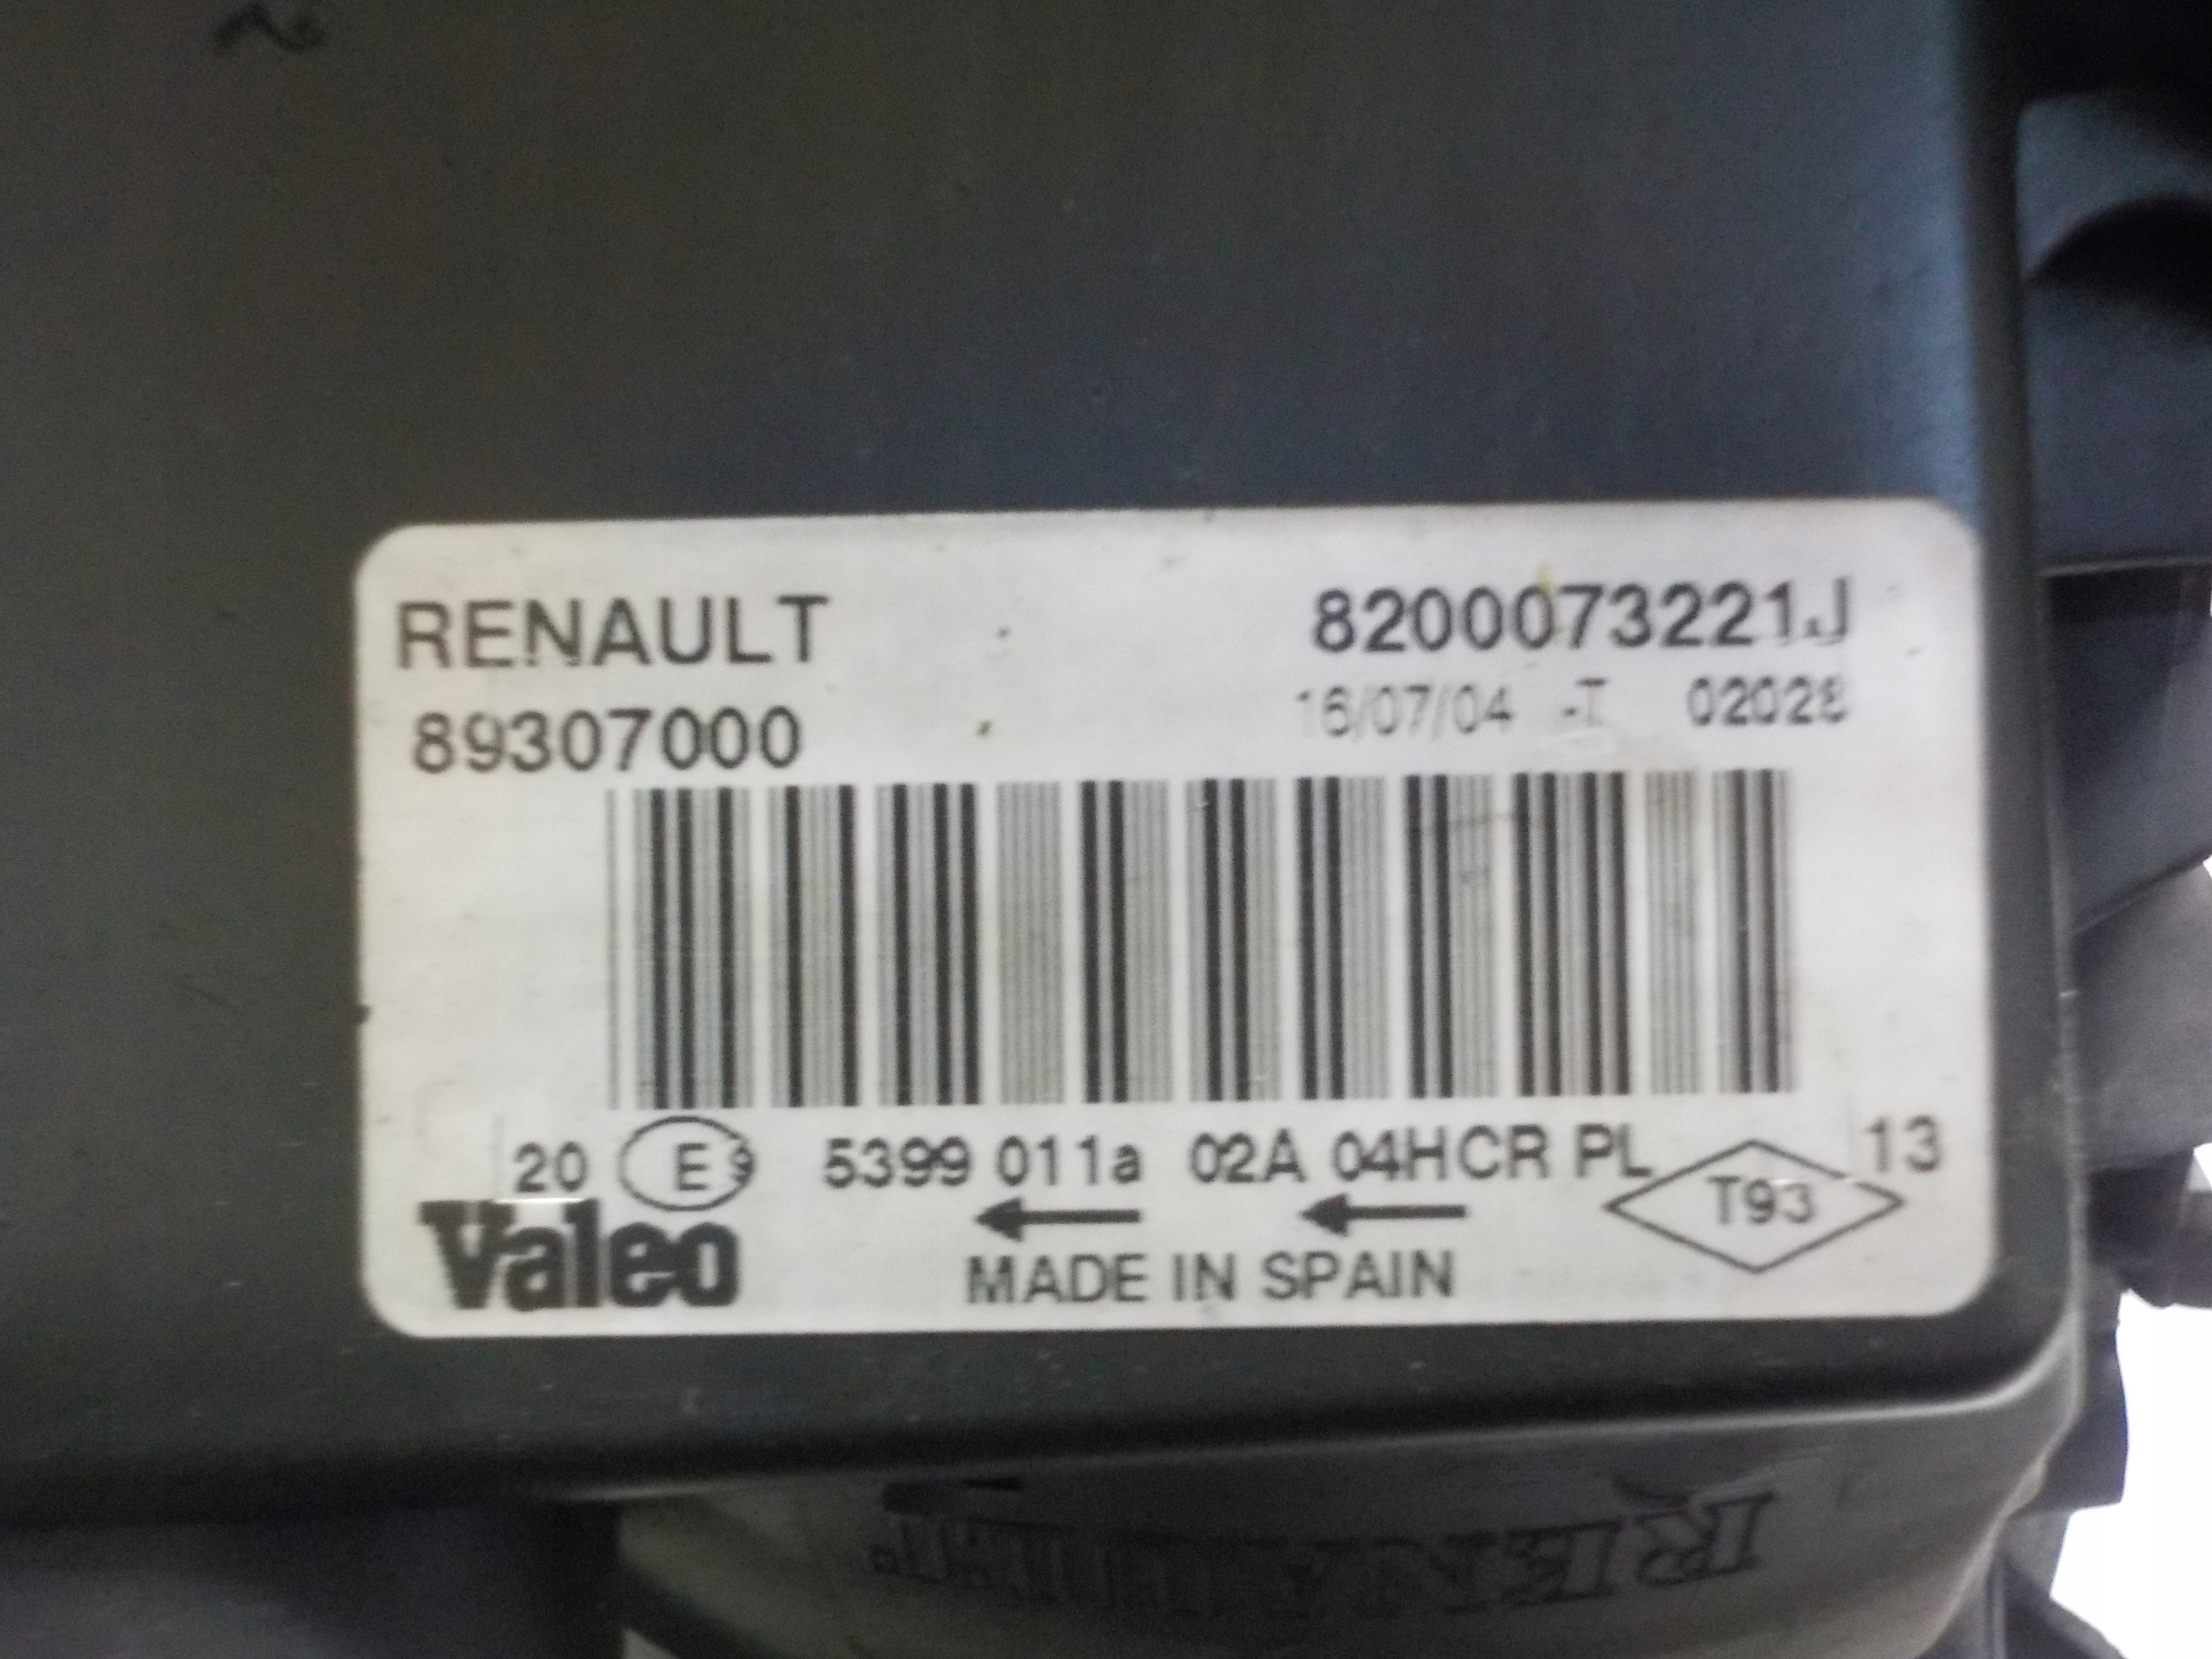 RENAULT 8200073221J
89307000 16/07/04 -T 02028
20 E9 5399 011a 02A 04HCR PL 13
T93
Valeo
MADE IN SPAIN